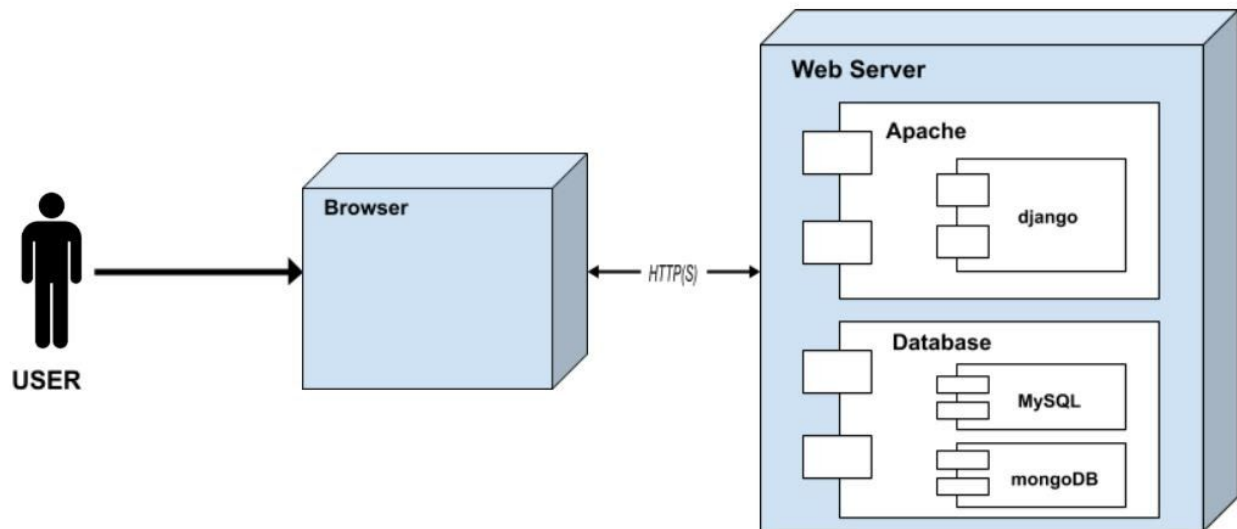 USER
Browser
HTTP(S)
Web Server
Apache
django
Database
MySQL
mongoDB